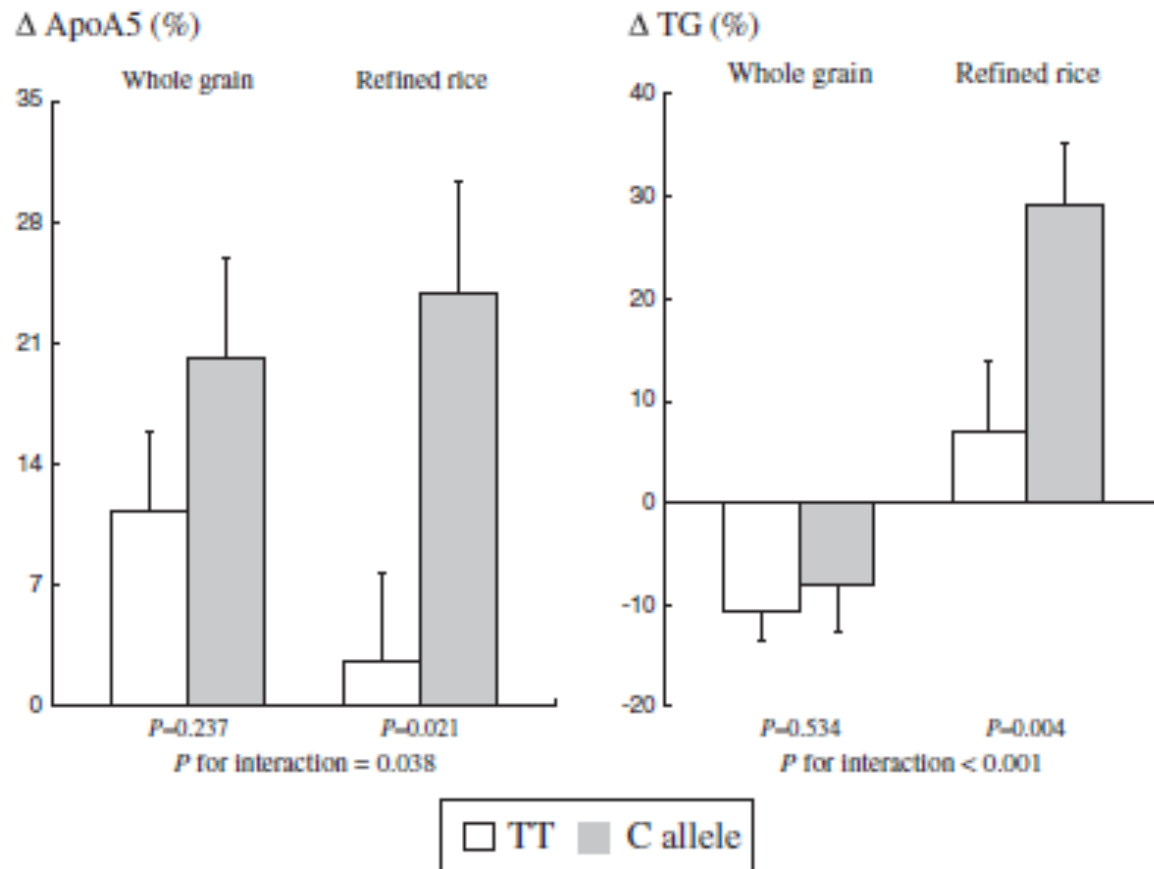 Δ ApoA5 (%)
Whole grain Refined rice
35
28
21
14
7
0
P=0.237 P=0.021
P for interaction = 0.038
Δ TG (%)
Whole grain Refined rice
40
30
20
10
0
-10
-20
P=0.534 P=0.004
P for interaction < 0.001
TT C allele